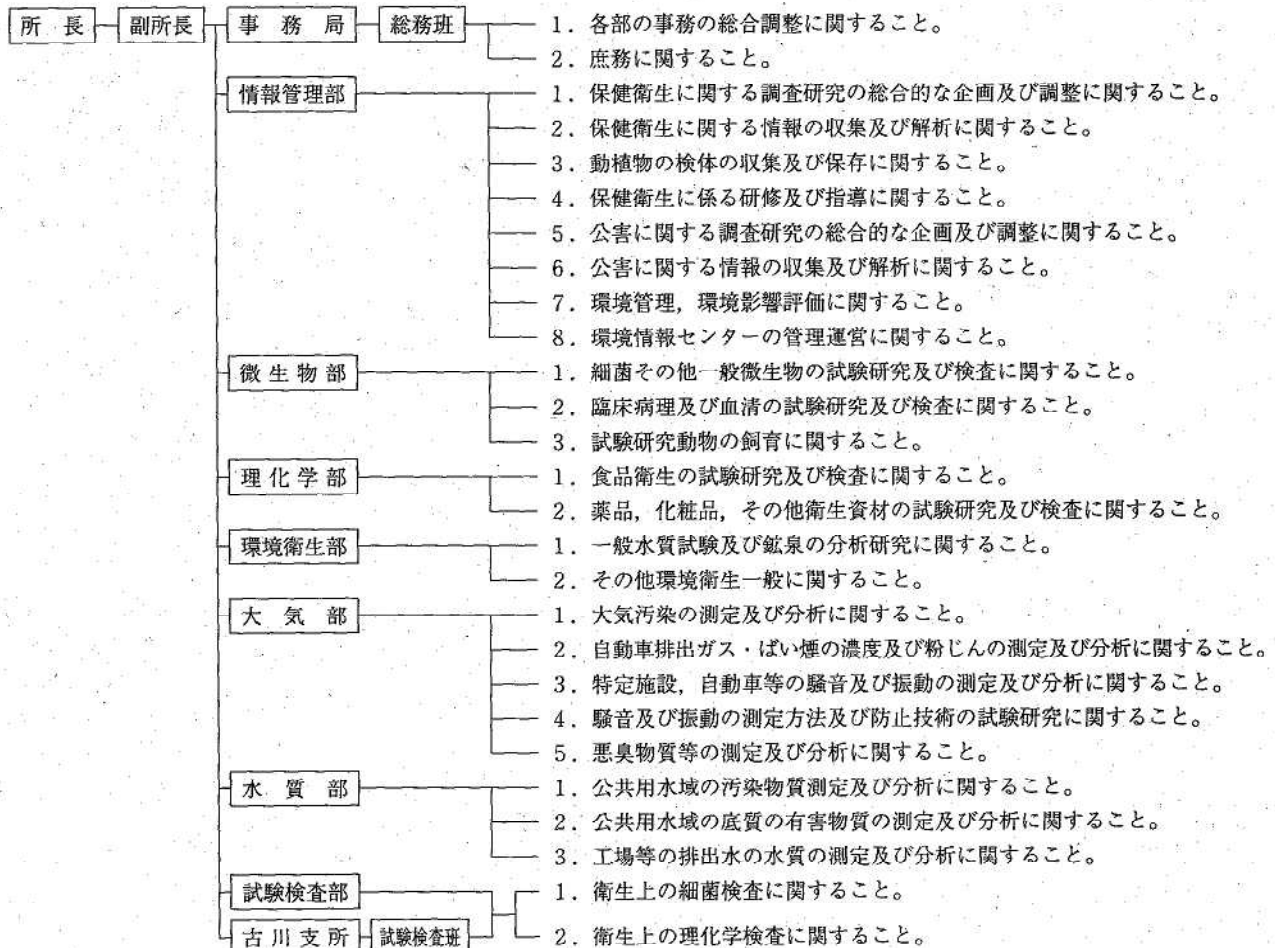 所長 副所長 事務局 総務班 1．各部の事務の総合調整に関すること。
2．庶務に関すること。
情報管理部 1．保健衛生に関する調査研究の総合的な企画及び調整に関すること。
2．保健衛生に関する情報の収集及び解析に関すること。
3．動植物の検体の収集及び保存に関すること。
4．保健衛生に係る研修及び指導に関すること。
5．公害に関する調査研究の総合的な企画及び調整に関すること。
6．公害に関する情報の収集及び解析に関すること。
7．環境管理，環境影響評価に関すること。
8．環境情報センターの管理運営に関すること。
微生物部 1．細菌その他一般微生物の試験研究及び検査に関すること。
2．臨床病理及び血清の試験研究及び検査に関すること。
3．試験研究動物の飼育に関すること。
理化学部 1．食品衛生の試験研究及び検査に関すること。
2．薬品，化粧品，その他衛生資材の試験研究及び検査に関すること。
環境衛生部 1．一般水質試験及び鉱泉の分析研究に関すること。
2．その他環境衛生一般に関すること。
大気部 1．大気汚染の測定及び分析に関すること。
2．自動車排出ガス・ばい煙の濃度及び粉じんの測定及び分析に関すること。
3．特定施設，自動車等の騒音及び振動の測定及び分析に関すること。
4．騒音及び振動の測定方法及び防止技術の試験研究に関すること。
5．悪臭物質等の測定及び分析に関すること。
水質部 1．公共用水域の汚染物質測定及び分析に関すること。
2．公共用水域の底質の有害物質の測定及び分析に関すること。
3．工場等の排出水の水質の測定及び分析に関すること。
試験検査部 1．衛生上の細菌検査に関すること。
古川支所 試験検査班 2．衛生上の理化学検査に関すること。